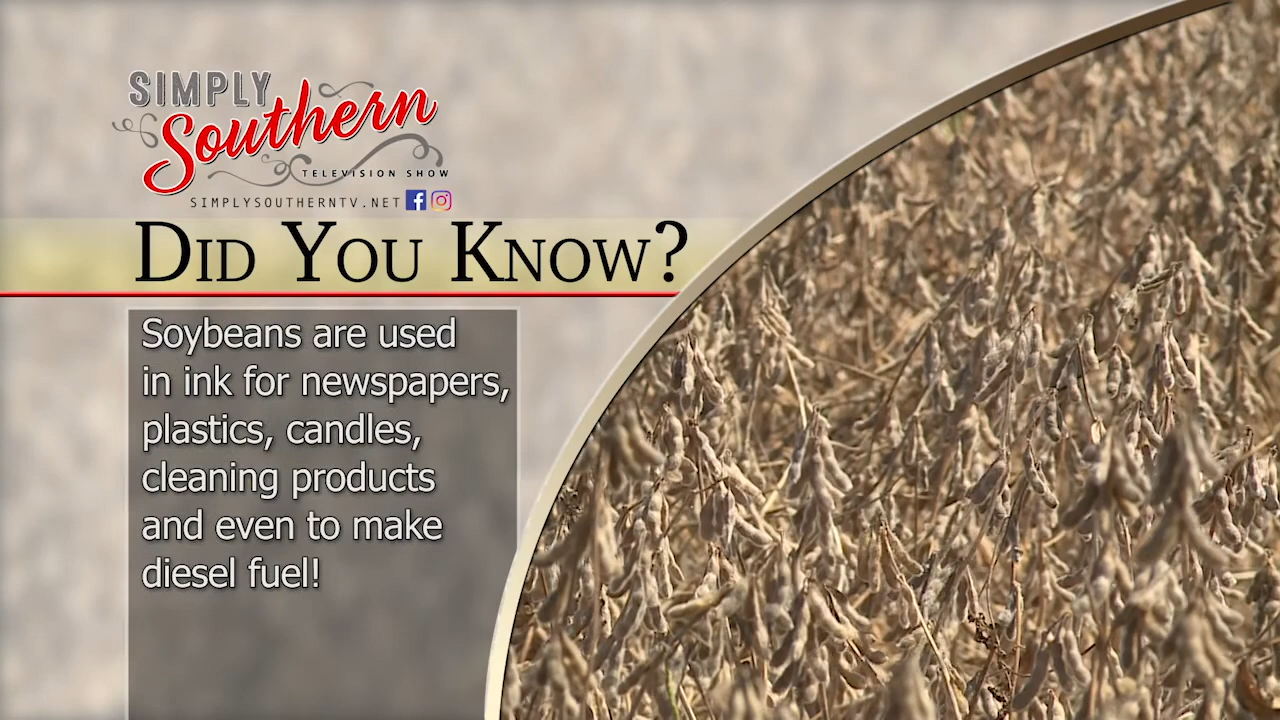 SIMPLY
Southern
TELEVISION SHOW
SIMPLYSOUTHERNTV.NET
DID YOU KNOW?
Soybeans are used
in ink for newspapers,
plastics, candles,
cleaning products
and even to make
diesel fuel!